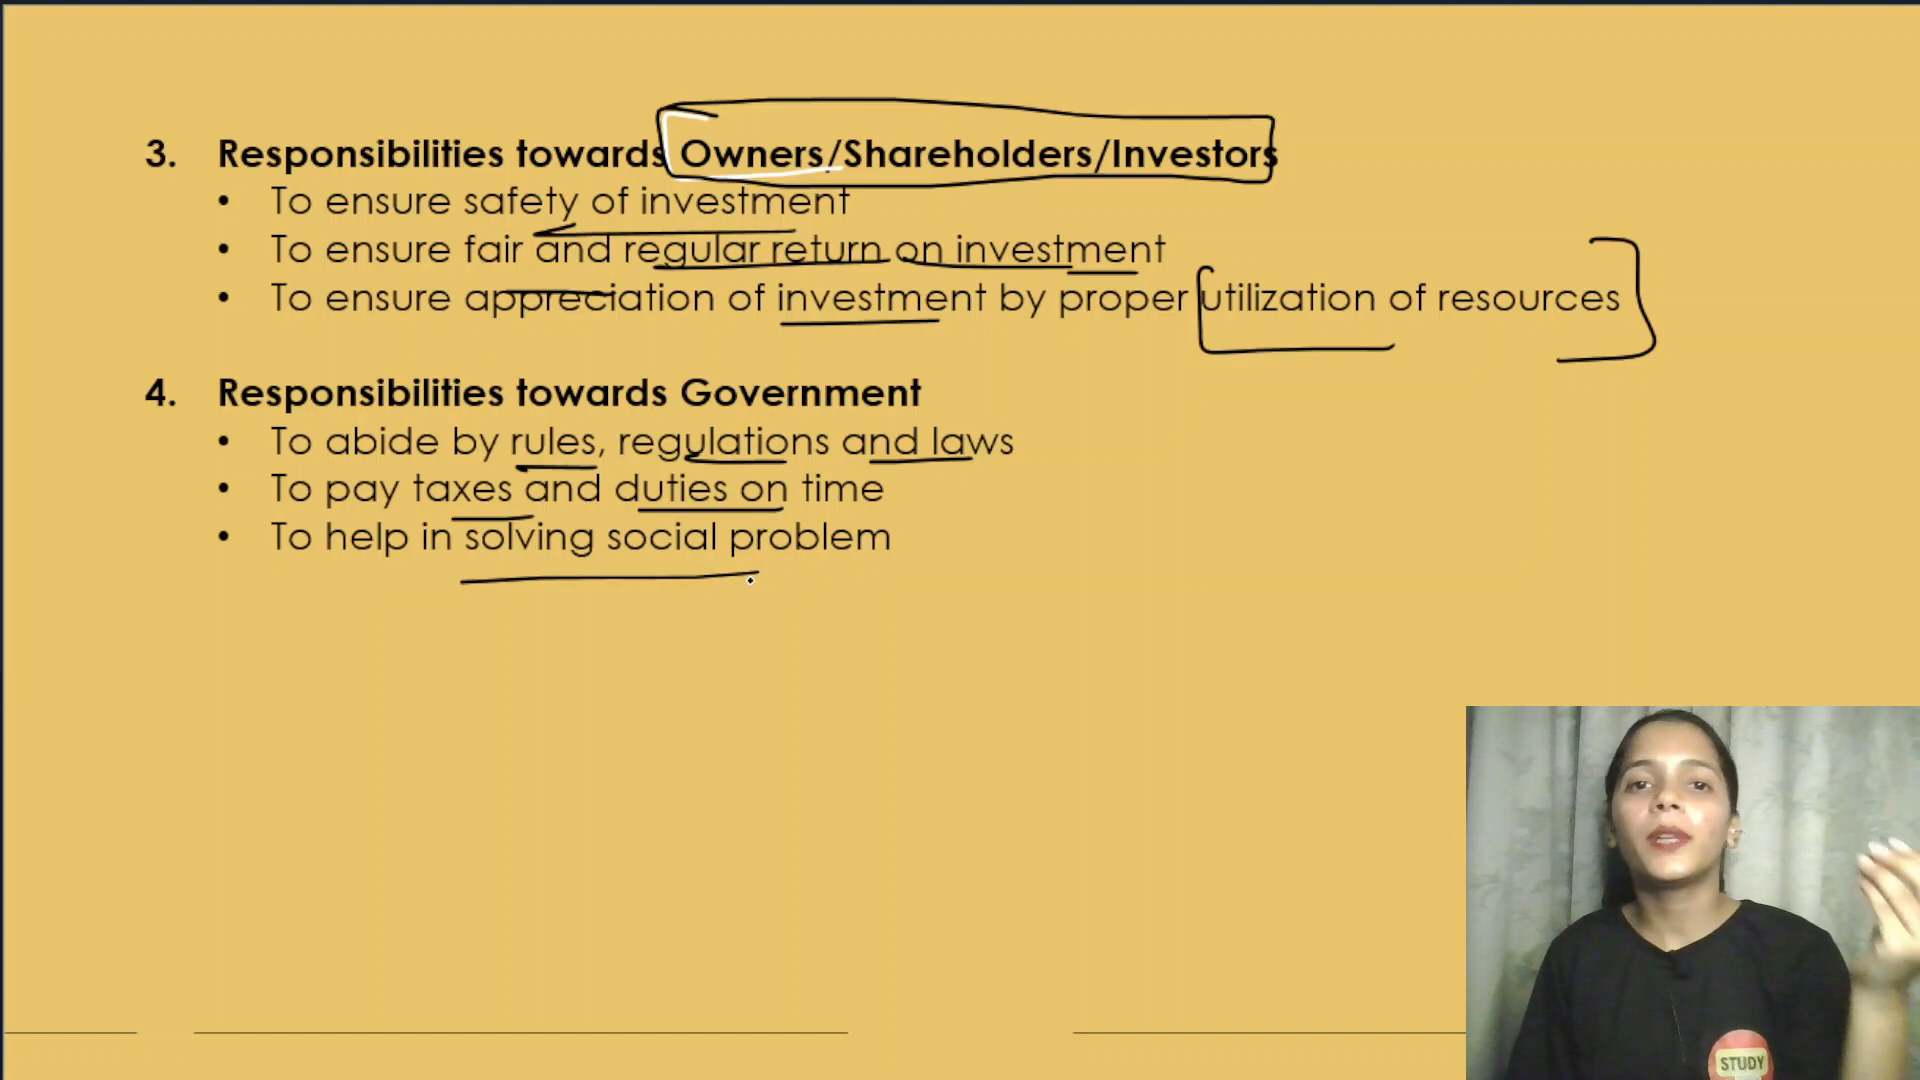 3. Responsibilities towards Owners/Shareholders/Investors
• To ensure safety of investment
• To ensure fair and regular return on investment
• To ensure appreciation of investment by proper utilization of resources
4. Responsibilities towards Government
• To abide by rules, regulations and laws
• To pay taxes and duties on time
• To help in solving social problem
STUDY